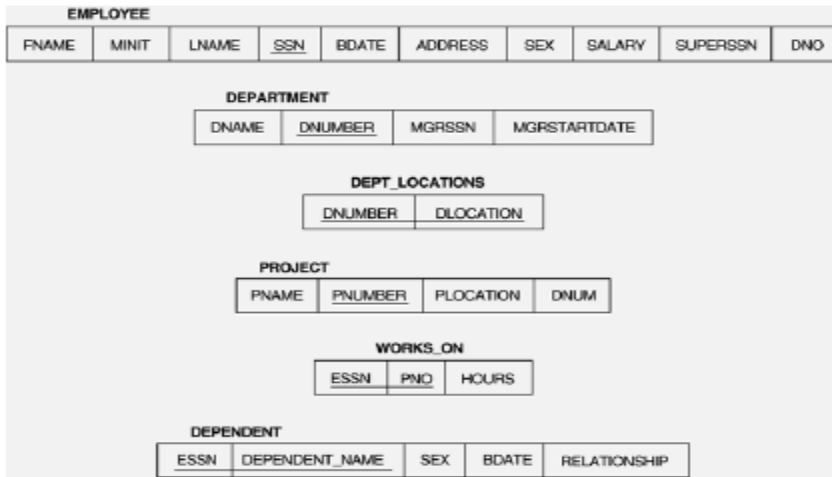 EMPLOYEE
FNAME MINIT LNAME SSN BDATE ADDRESS SEX SALARY SUPERSSN DNO
DEPARTMENT
DNAME DNUMBER MGRSSN MGRSTARTDATE
DEPT_LOCATIONS
DNUMBER DLOCATION
PROJECT
PNAME PNUMBER PLOCATION DNUM
WORKS_ON
ESSN PNO HOURS
DEPENDENT
ESSN DEPENDENT_NAME SEX BDATE RELATIONSHIP